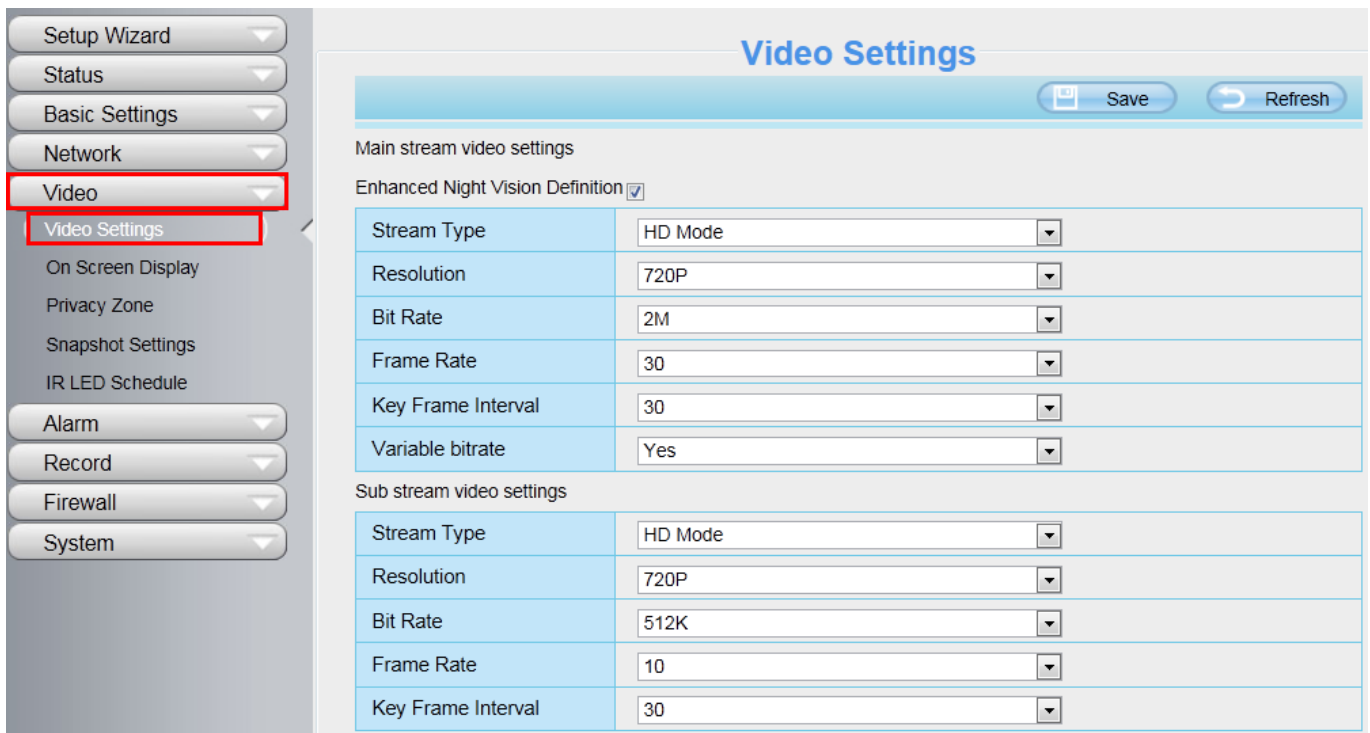 Setup Wizard
Status
Basic Settings
Network
Video
Video Settings
On Screen Display
Privacy Zone
Snapshot Settings
IR LED Schedule
Alarm
Record
Firewall
System
Video Settings
Save Refresh
Main stream video settings
Enhanced Night Vision Definition
Stream Type HD Mode
Resolution 720P
Bit Rate 2M
Frame Rate 30
Key Frame Interval 30
Variable bitrate Yes
Sub stream video settings
Stream Type HD Mode
Resolution 720P
Bit Rate 512K
Frame Rate 10
Key Frame Interval 30